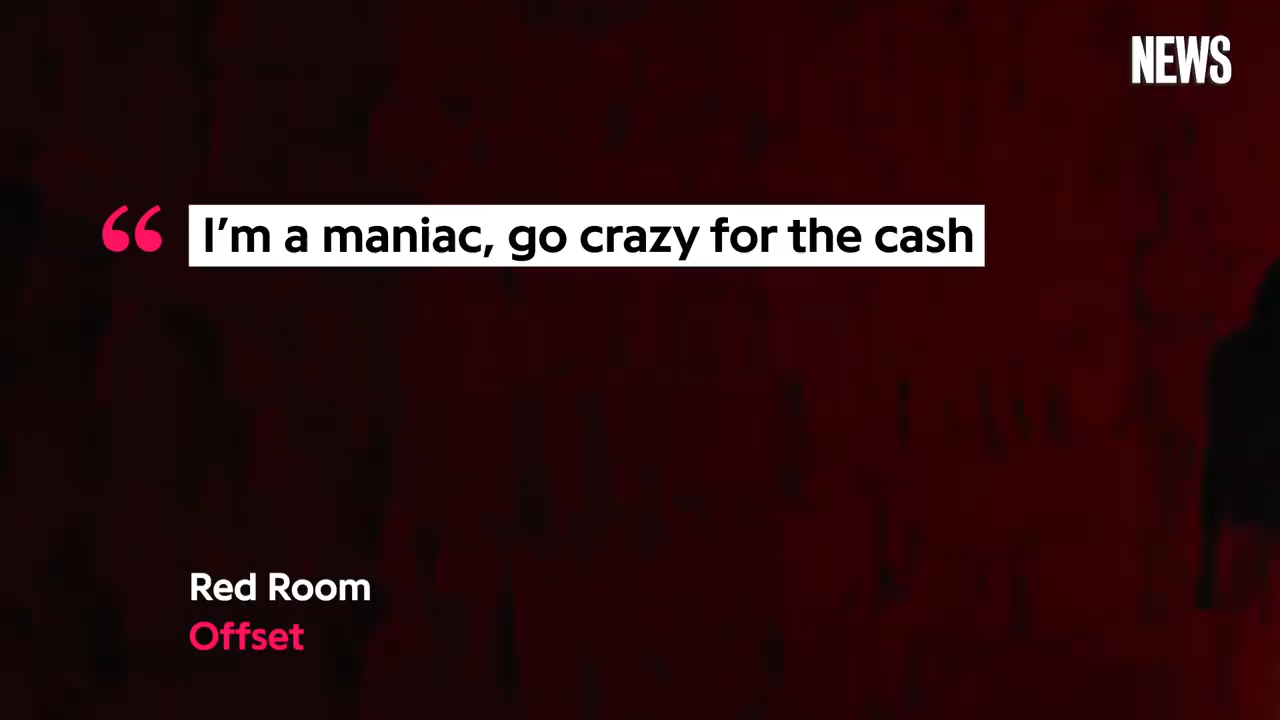 NEWS
“ I’m a maniac, go crazy for the cash
Red Room
Offset